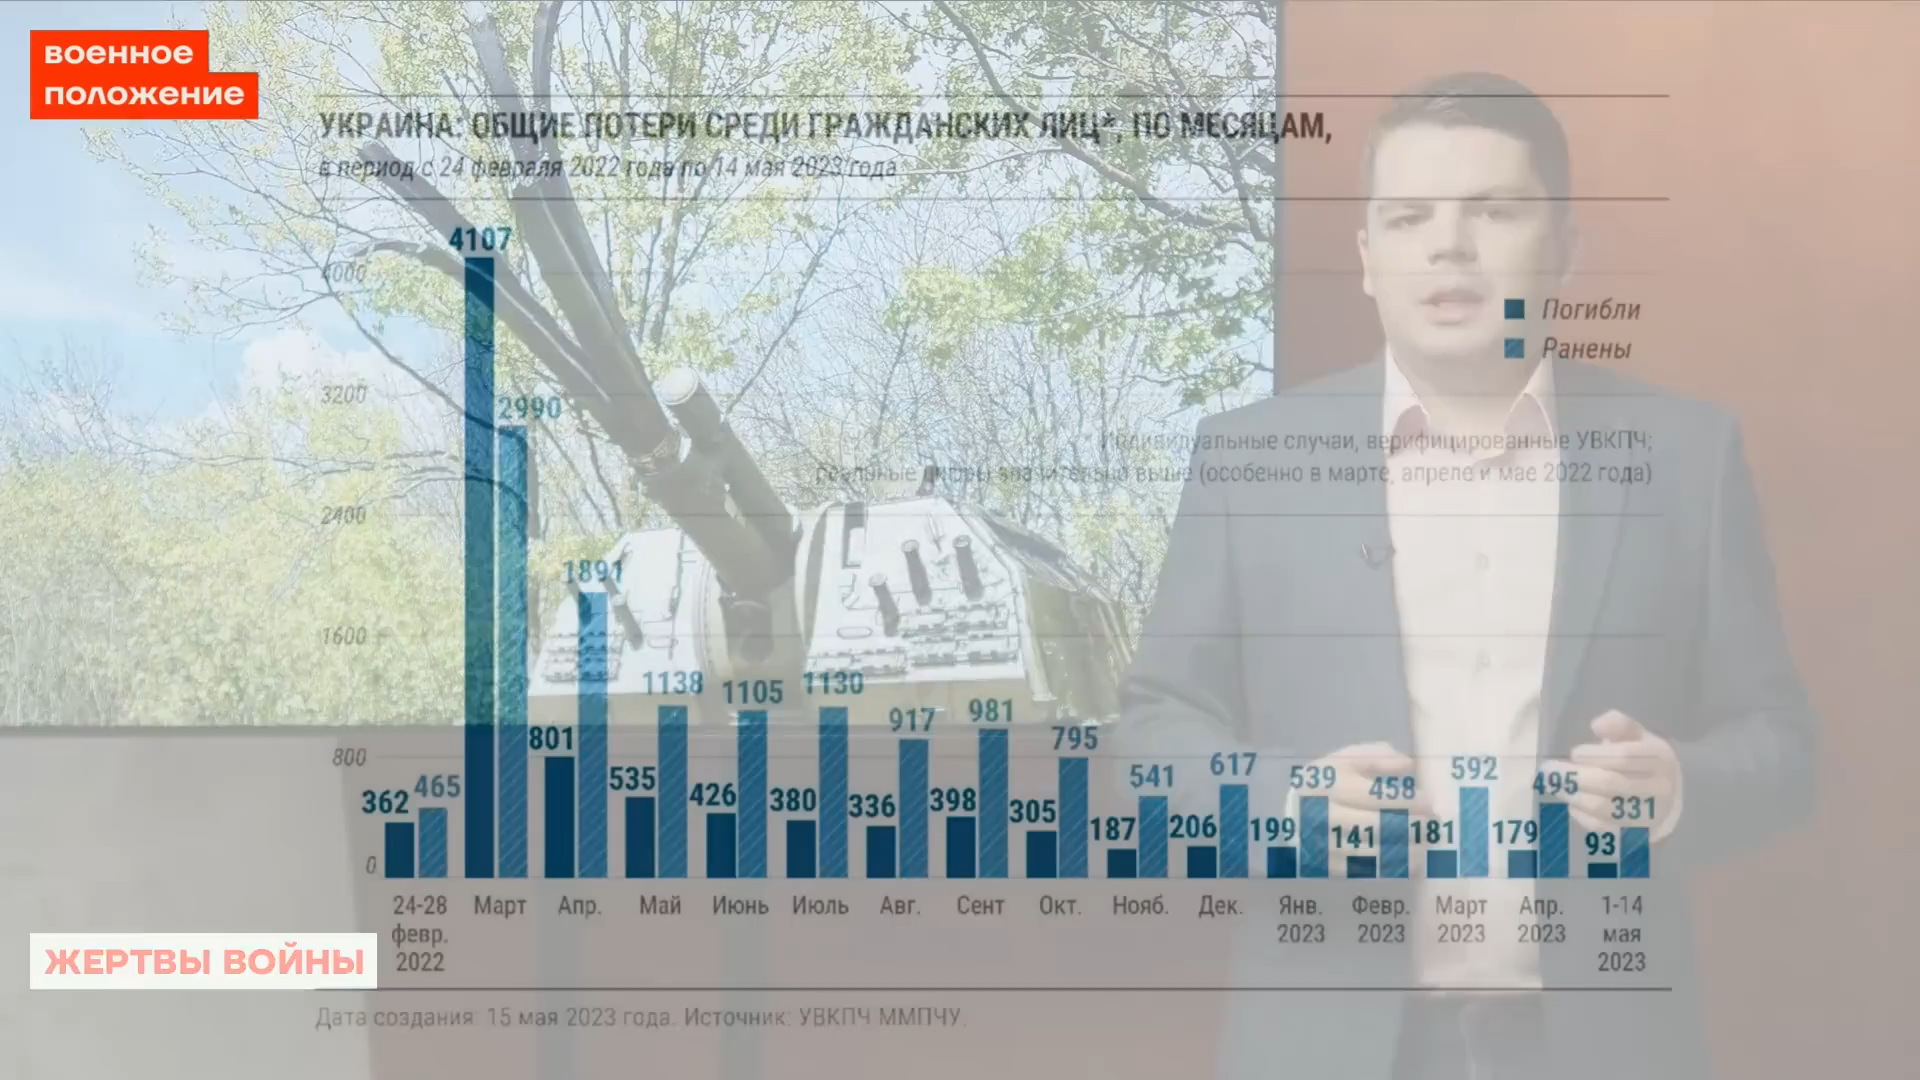 военное
положение
УКРАИНА: ОБЩИЕ ПОТЕРИ СРЕДИ ГРАЖДАНСКИХ ЛИЦ*, ПО МЕСЯЦАМ,
в период с 24 февраля 2022 года по 14 мая 2023 года
4107
4000
Погибли
Ранены
3200
2990
* Индивидуальные случаи, верифицированные УВКПЧ;
реальные цифры значительно выше (особенно в марте, апреле и мае 2022 года)
2400
1891
1600
1138 1105 1130 917 981 795
800
801 535 426 380 336 398 305
541 617 539 458 592 495 331
362 465
187 206 199 141 181 179 93
0
24-28 Март Апр. Май Июнь Июль Авг. Сент Окт. Нояб. Дек. Янв. Февр. Март Апр. 1-14
февр. 2023 2023 2023 2023 мая
2022 2023
ЖЕРТВЫ ВОЙНЫ
Дата создания: 15 мая 2023 года. Источник: УВКПЧ ММПЧУ.